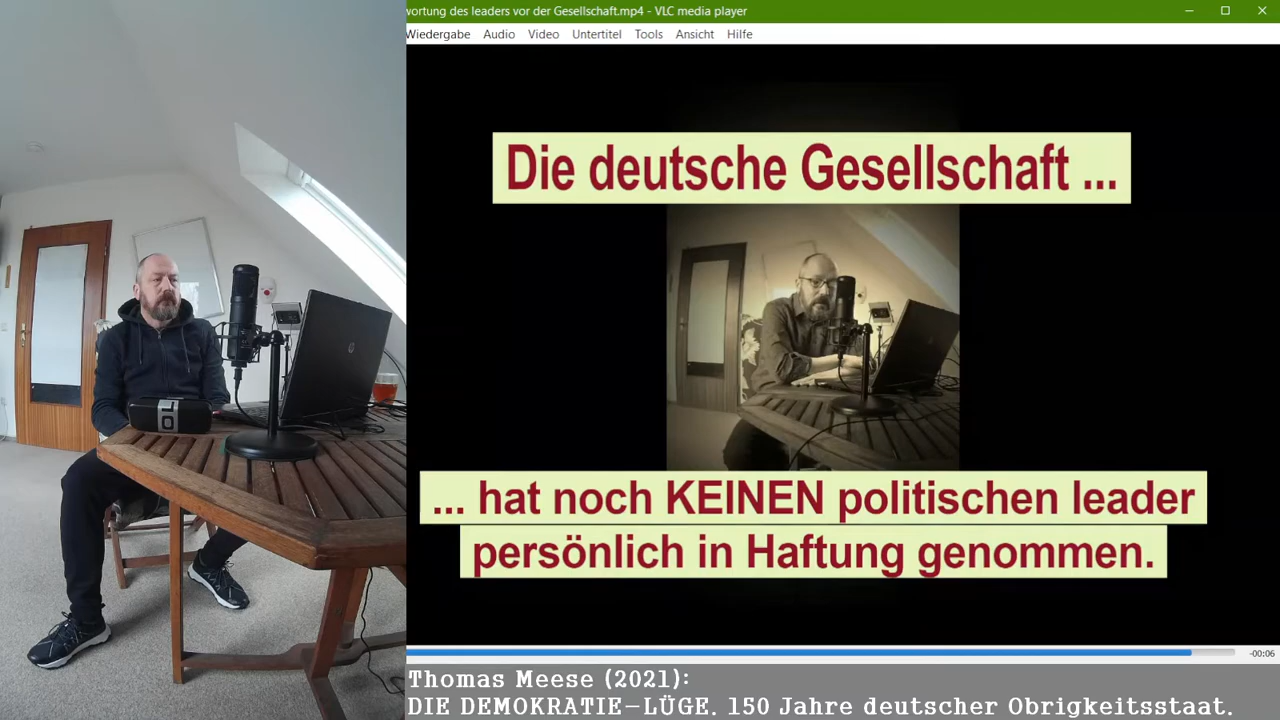 wortung des leaders vor der Gesellschaft.mp4 - VLC media player
Wiedergabe Audio Video Untertitel Tools Ansicht Hilfe
Die deutsche Gesellschaft ...
... hat noch KEINEN politischen leader
persönlich in Haftung genommen.
-00:06
Thomas Meese (2021):
DIE DEMOKRATIE-LÜGE. 150 Jahre deutscher Obrigkeitsstaat.